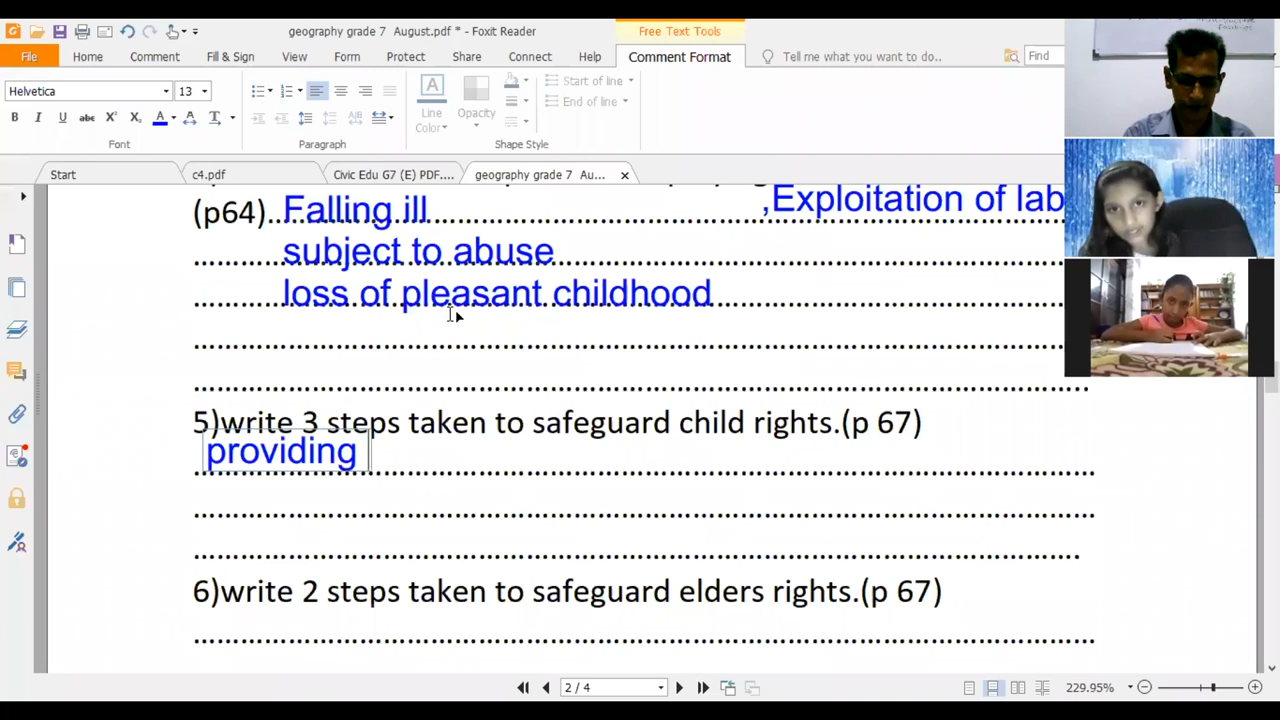 geography grade 7 August.pdf * - Foxit Reader
Free Text Tools
File Home Comment Fill & Sign View Form Protect Share Connect Help Comment Format Tell me what you want to do.. Find
Helvetica 13
Line Color Opacity
Start of line
End of line
Font Paragraph Shape Style
Start c4.pdf Civic Edu G7 (E) PDF.... geography grade 7 Au...
(p64) Falling ill ,Exploitation of lab
subject to abuse
loss of pleasant childhood
5)write 3 steps taken to safeguard child rights.(p 67)
providing
6)write 2 steps taken to safeguard elders rights.(p 67)
2 / 4 229.95%